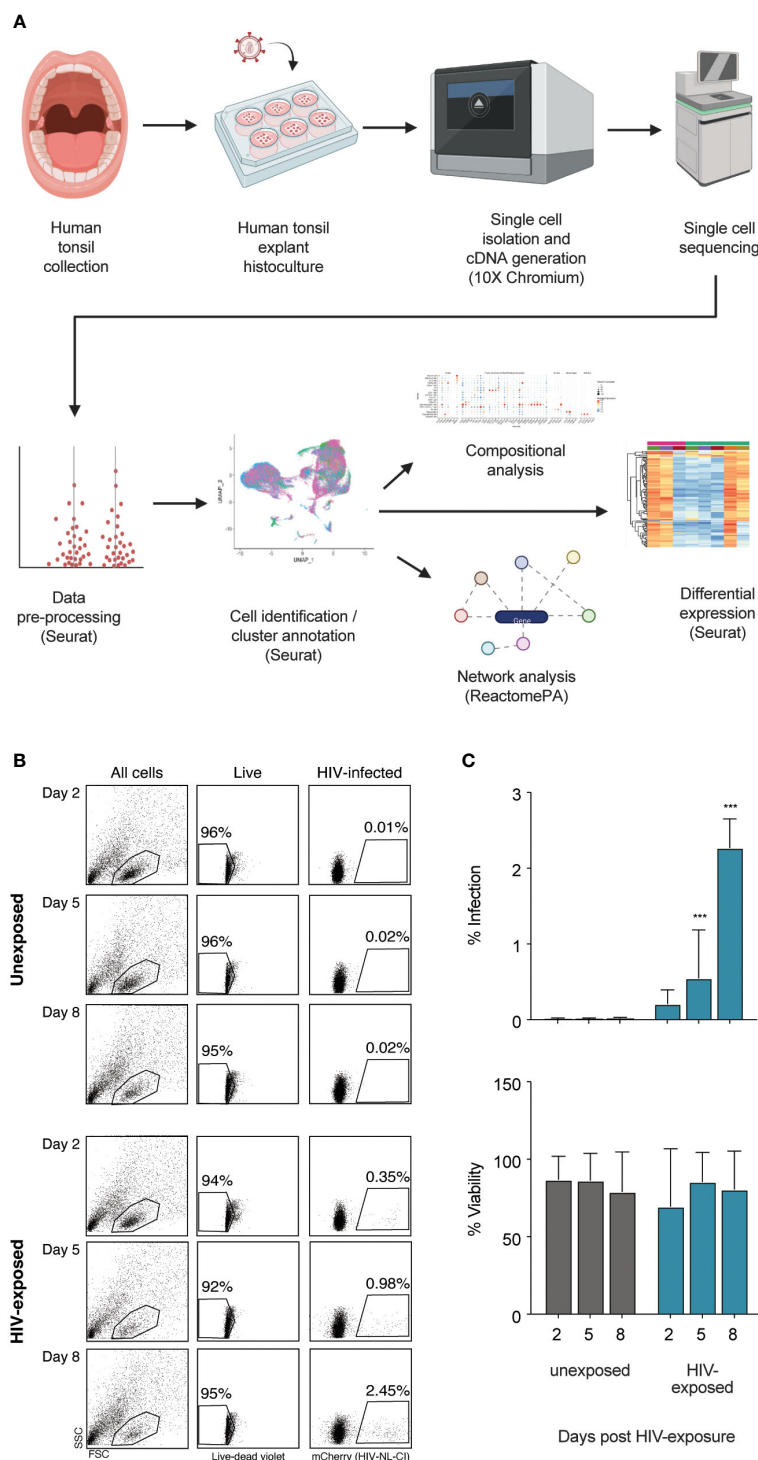 A
Human
tonsil
collection
Human tonsil
explant
histoculture
Single cell
isolation and
cDNA generation
(10X Chromium)
Single cell
sequencing
Data
pre-processing
(Seurat)
UMAP_2
UMAP_1
Cell identification /
cluster annotation
(Seurat)
Compositional
analysis
Gene
Network analysis
(ReactomePA)
Differential
expression
(Seurat)
B
All cells
Live
HIV-infected
Unexposed
Day 2
96%
0.01%
Day 5
96%
0.02%
Day 8
95%
0.02%
HIV-exposed
Day 2
94%
0.35%
Day 5
92%
0.98%
Day 8
95%
2.45%
SSC
FSC
Live-dead violet
mCherry (HIV-NL-CI)
C
% Infection
3
2
1
0
***
***
% Viability
150
100
50
0
2 5 8 2 5 8
unexposed
HIV-
exposed
Days post HIV-exposure